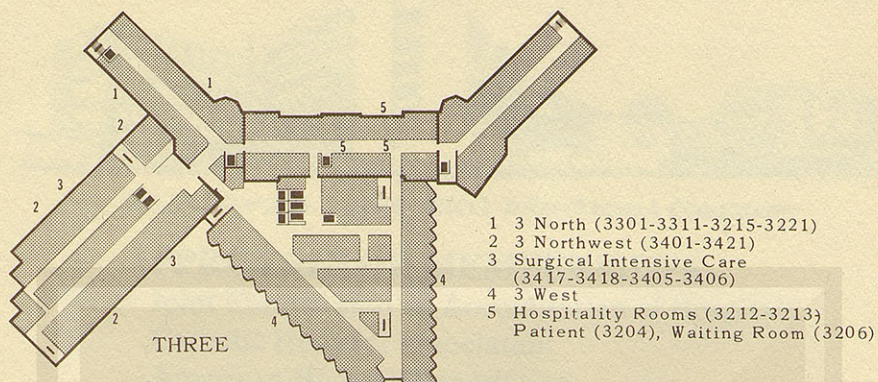 1
5
1
2
5
5
3
2
3
4
4
2
THREE
1 3 North (3301-3311-3215-3221)
2 3 Northwest (3401-3421)
3 Surgical Intensive Care
(3417-3418-3405-3406)
4 3 West
5 Hospitality Rooms (3212-3213)
Patient (3204), Waiting Room (3206)